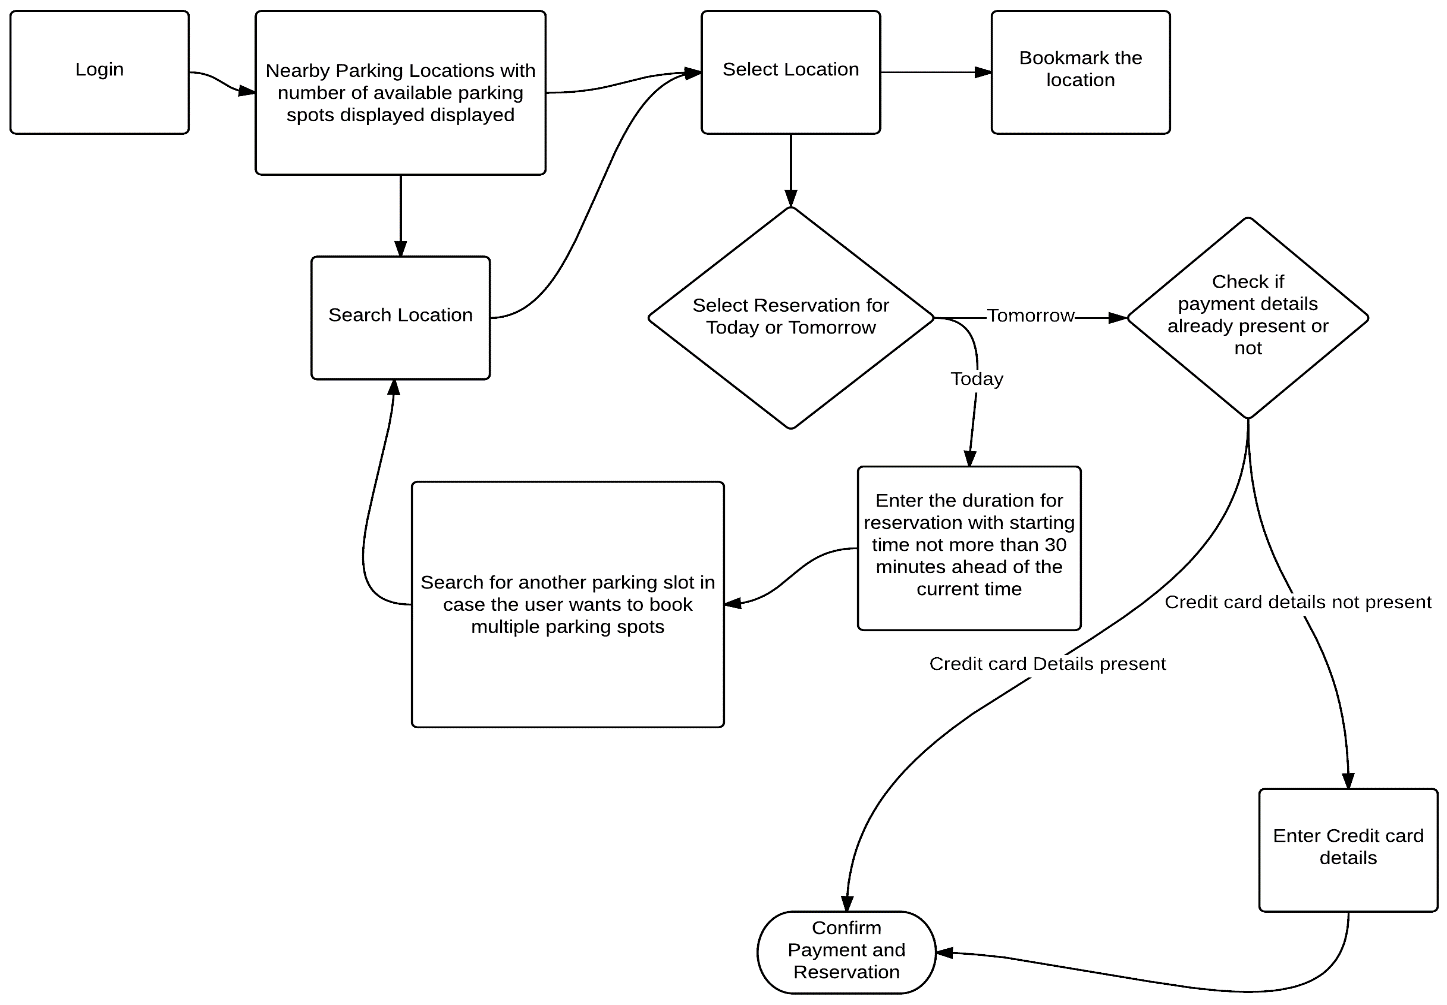 Login
Nearby Parking Locations with
number of available parking
spots displayed displayed
Select Location
Bookmark the
location
Search Location
Select Reservation for
Today or Tomorrow
Tomorrow
Check if
payment details
already present or
not
Today
Enter the duration for
reservation with starting
time not more than 30
minutes ahead of the
current time
Search for another parking slot in
case the user wants to book
multiple parking spots
Credit card details not present
Credit card Details present
Enter Credit card
details
Confirm
Payment and
Reservation